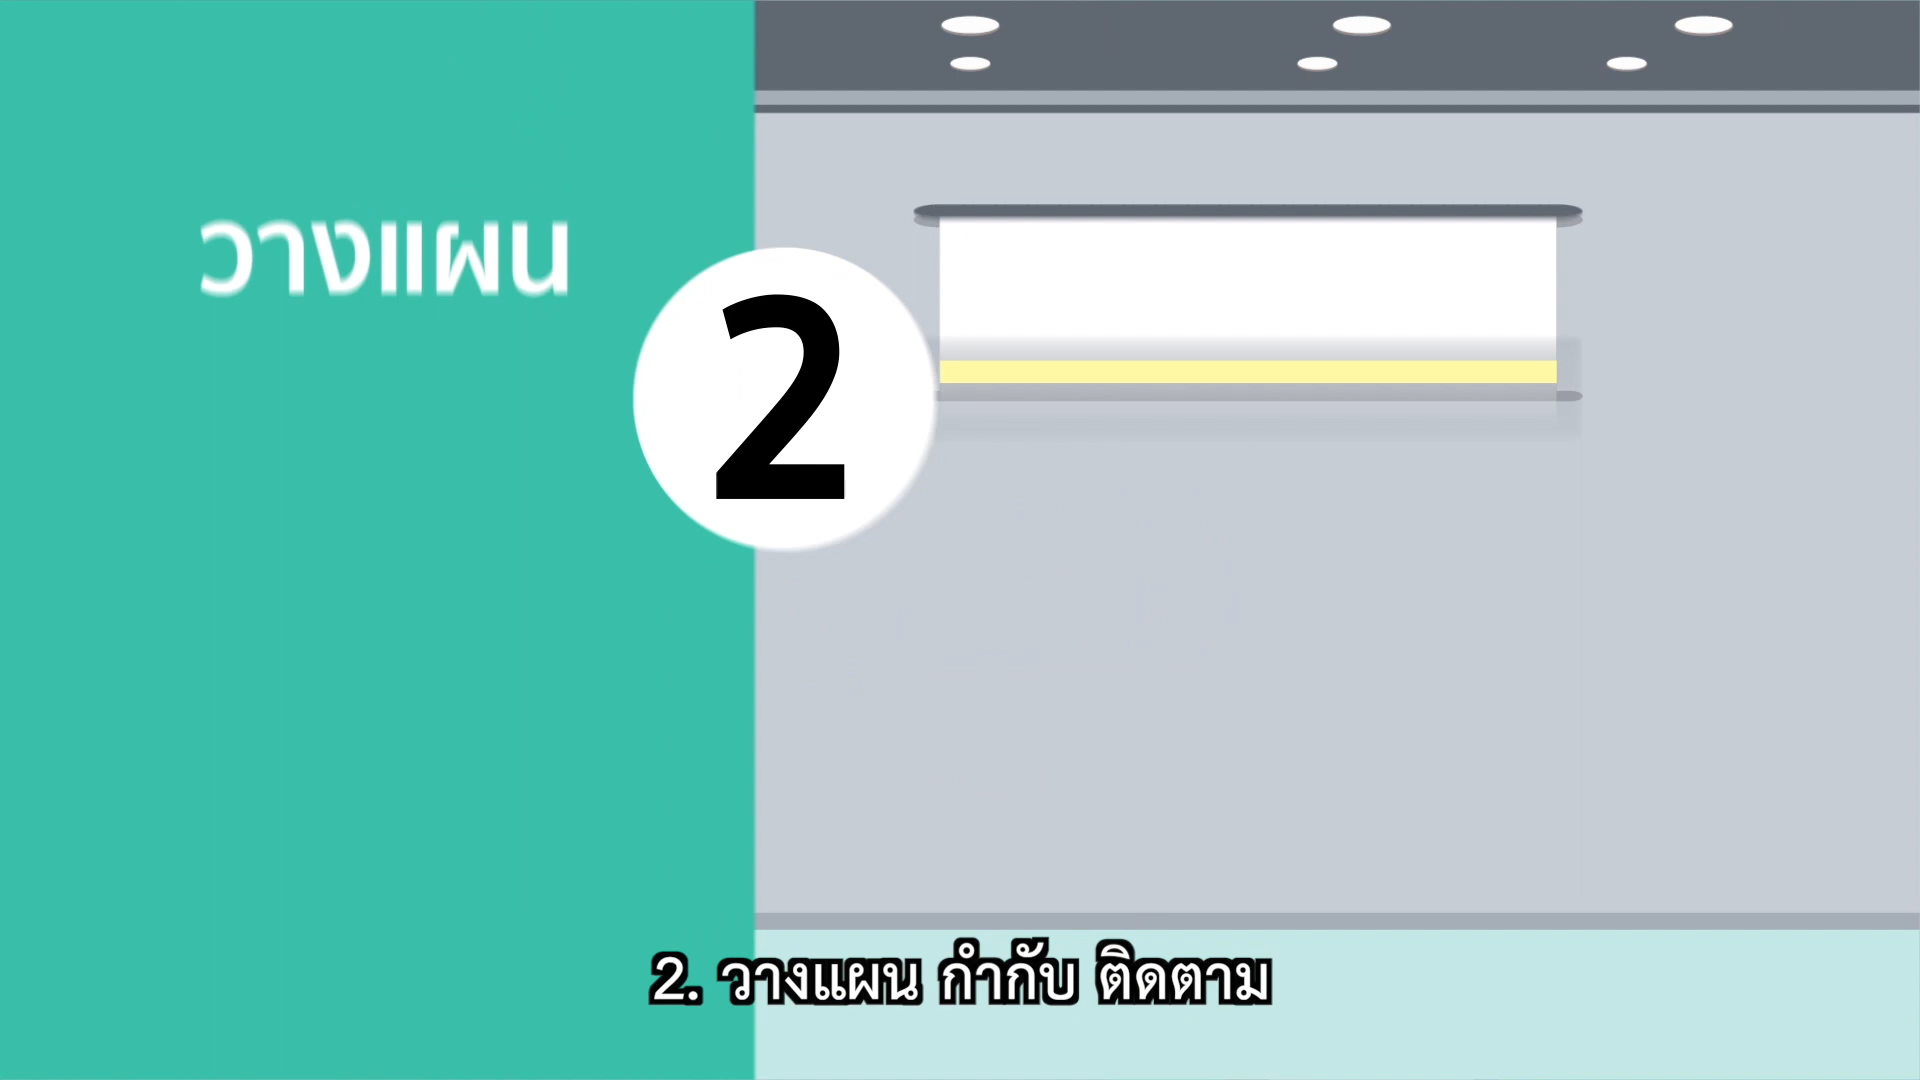 วางแผน
2
2. วางแผน กำกับ ติดตาม